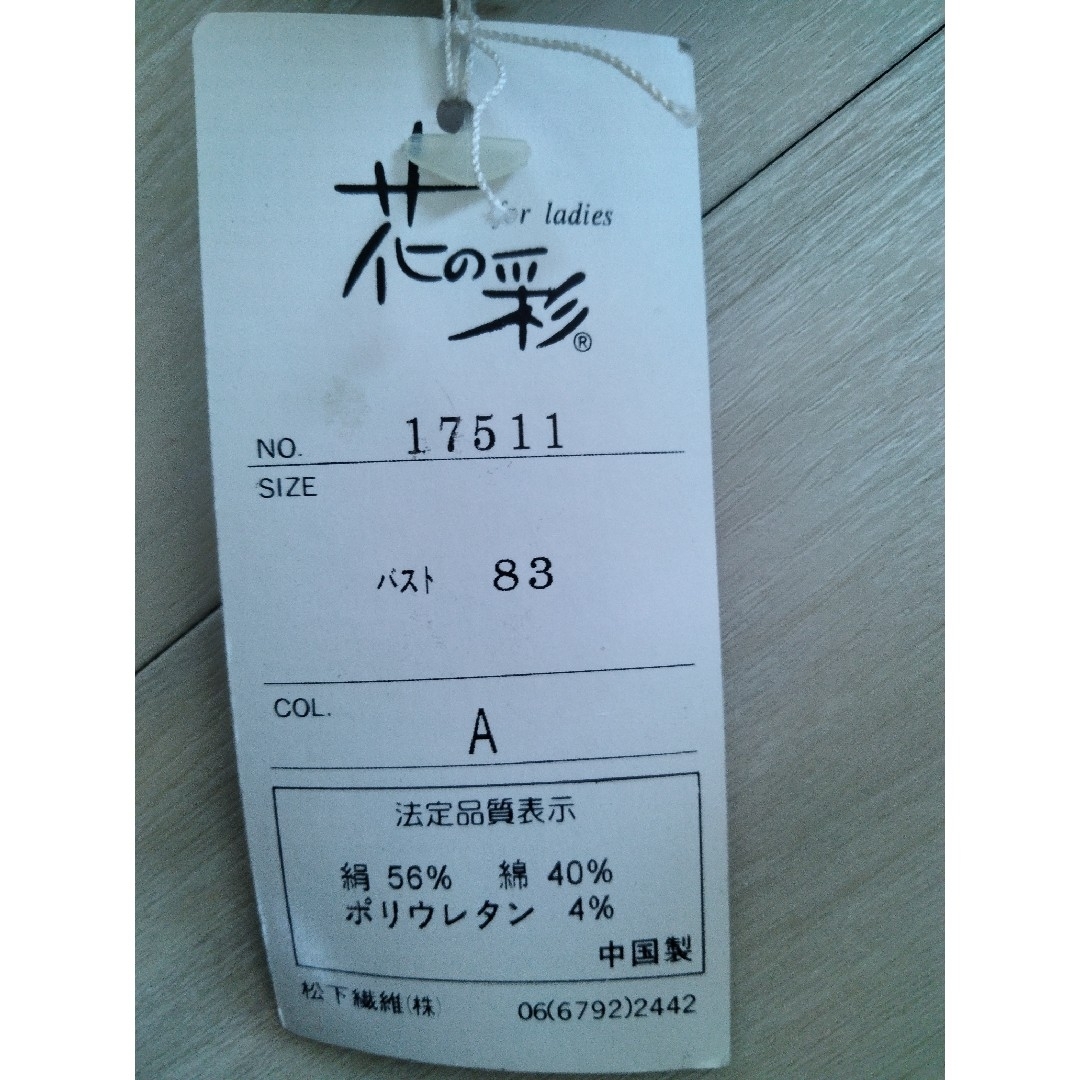 for ladies
花の彩®
NO. 17511
SIZE
バスト 83
COL. A
法定品質表示
絹 56% 綿 40%
ポリウレタン 4%
中国製
松下繊維(株) 06(6792)2442